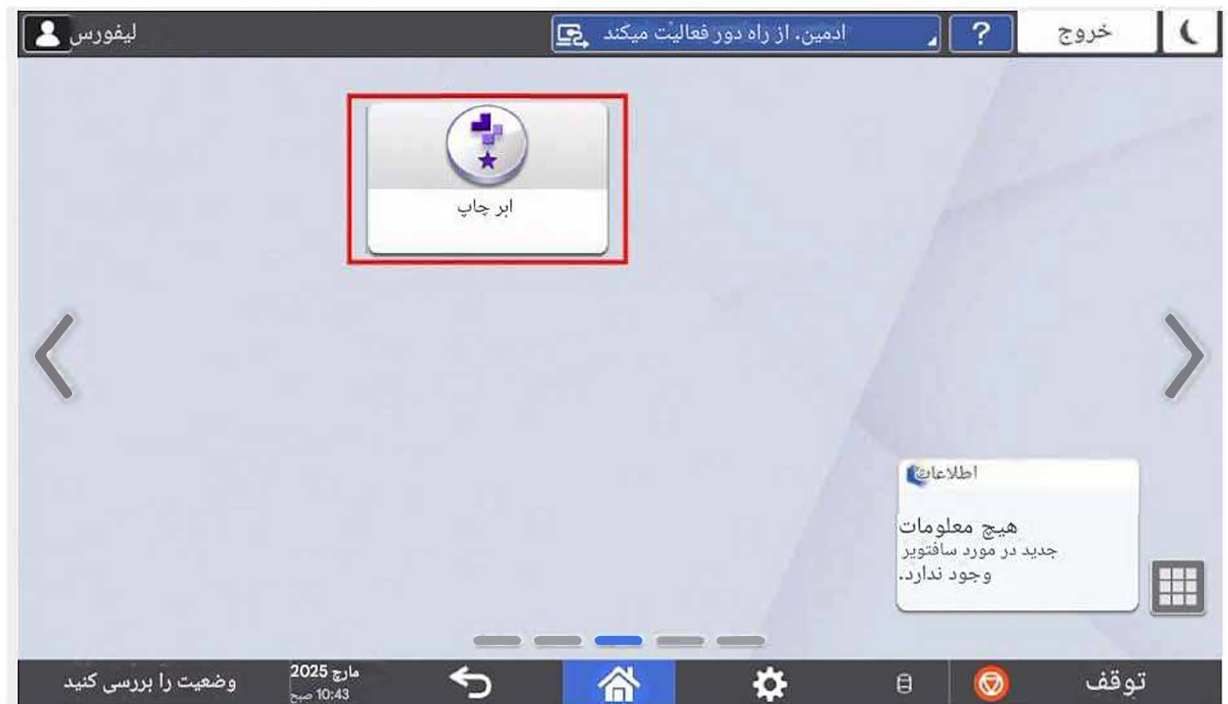 لیفورس
ادمین. از راه دور فعالیت میکند
?
خروج
ابر چاپ
اطلاعات
هیچ معلومات
جدید در مورد سافتویر
وجود ندارد.
وضعیت را بررسی کنید
مارچ 2025
10:43 صبح
توقف